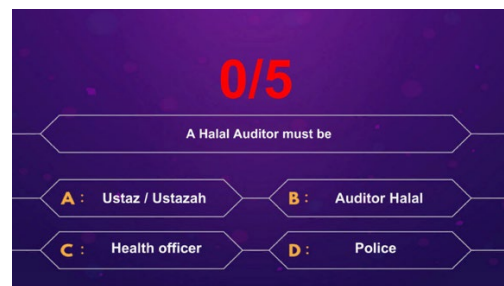 0/5
A Halal Auditor must be
A : Ustaz / Ustazah
B : Auditor Halal
C : Health officer
D : Police